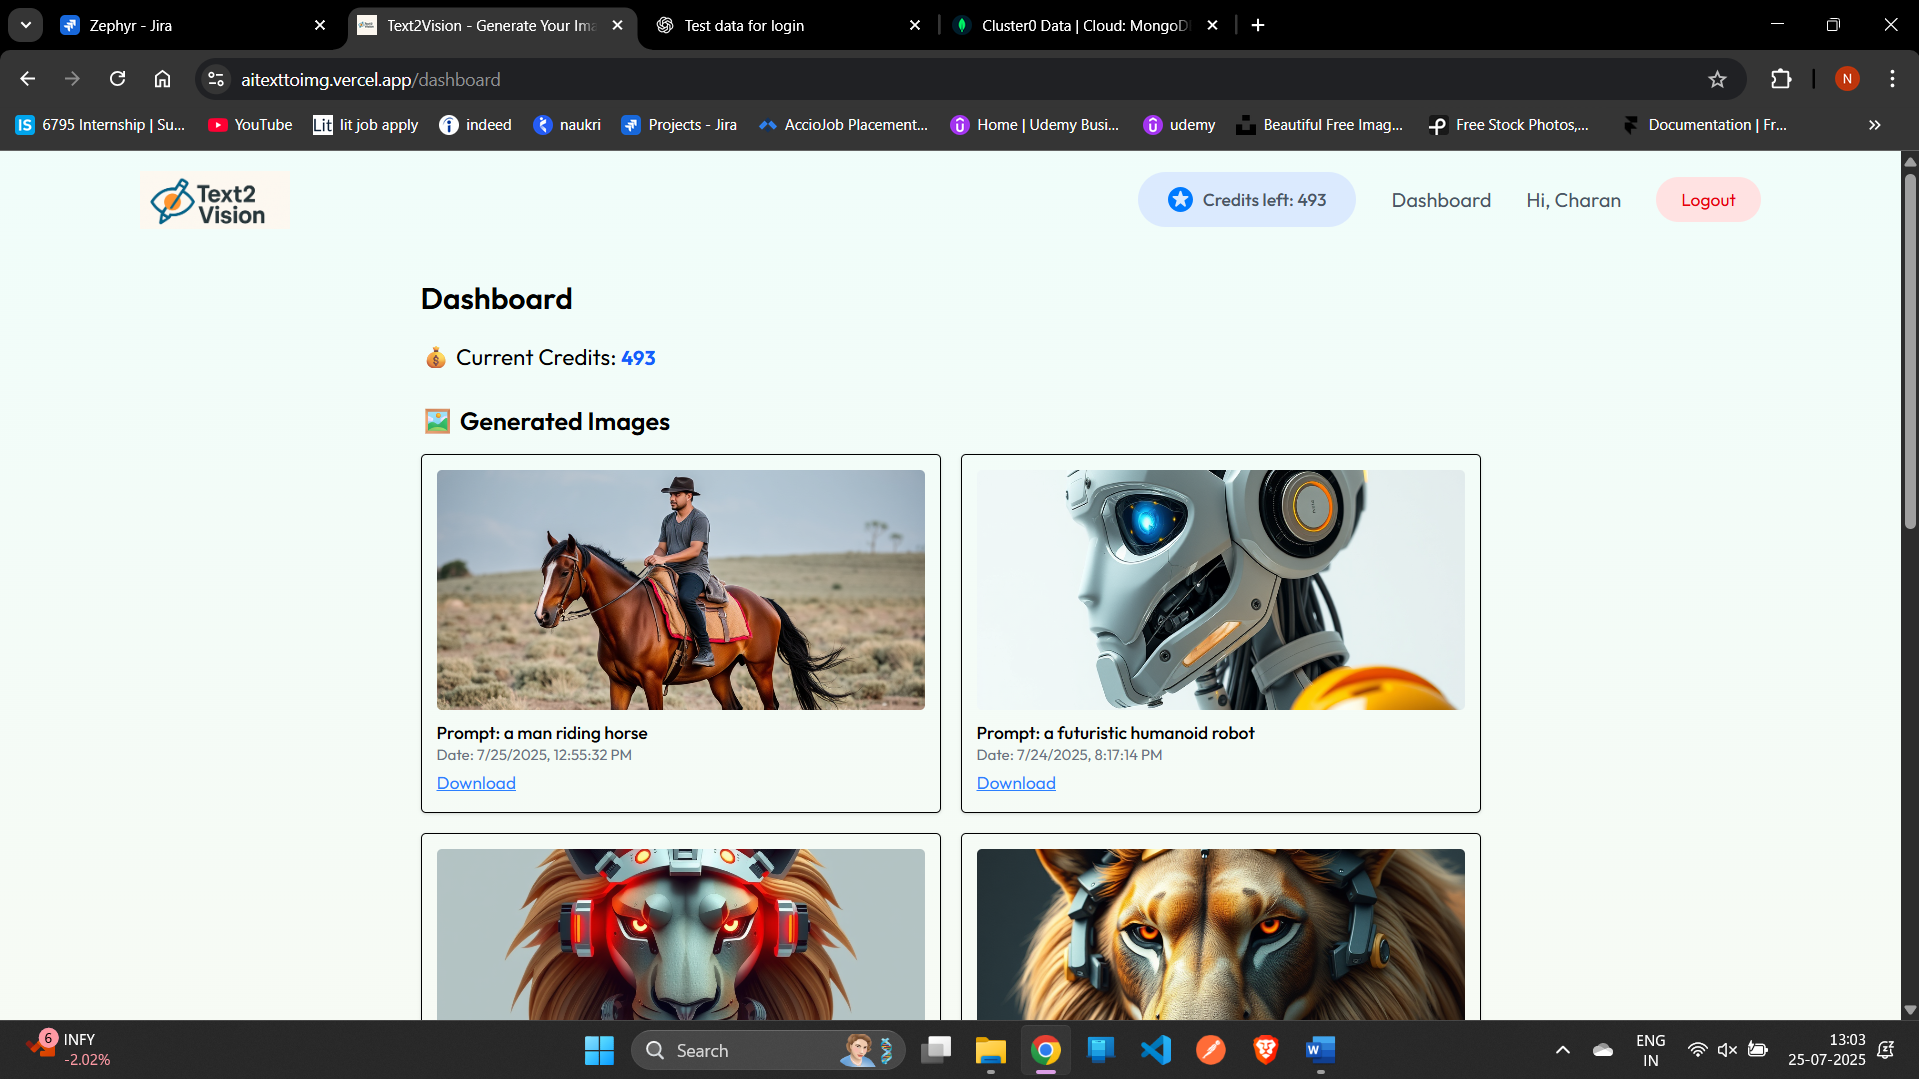 Zephyr - Jira
Text2Vision - Generate Your Ima
Test data for login
Cluster0 Data | Cloud: MongoDB
aitexttoimg.vercel.app/dashboard
N
IS 6795 Internship | Su...
YouTube
Lit lit job apply
indeed
naukri
Projects - Jira
AccioJob Placement...
Home | Udemy Busi...
udemy
Beautiful Free Imag...
Free Stock Photos,...
Documentation | Fr...
Text2
Vision
Credits left: 493
Dashboard
Hi, Charan
Logout
Dashboard
Current Credits: 493
Generated Images
Prompt: a man riding horse
Date: 7/25/2025, 12:55:32 PM
Download
Prompt: a futuristic humanoid robot
Date: 7/24/2025, 8:17:14 PM
Download
6
INFY
-2.02%
Search
ENG
IN
13:03
25-07-2025